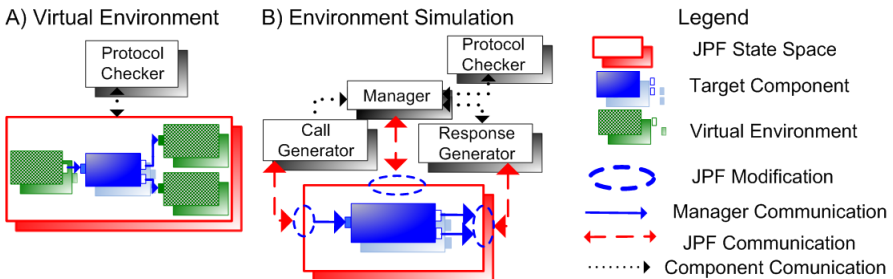 A) Virtual Environment
B) Environment Simulation
Legend
Protocol
Checker
Protocol
Checker
Manager
Call
Generator
Response
Generator
JPF State Space
Target Component
Virtual Environment
JPF Modification
Manager Communication
JPF Communication
Component Comunication